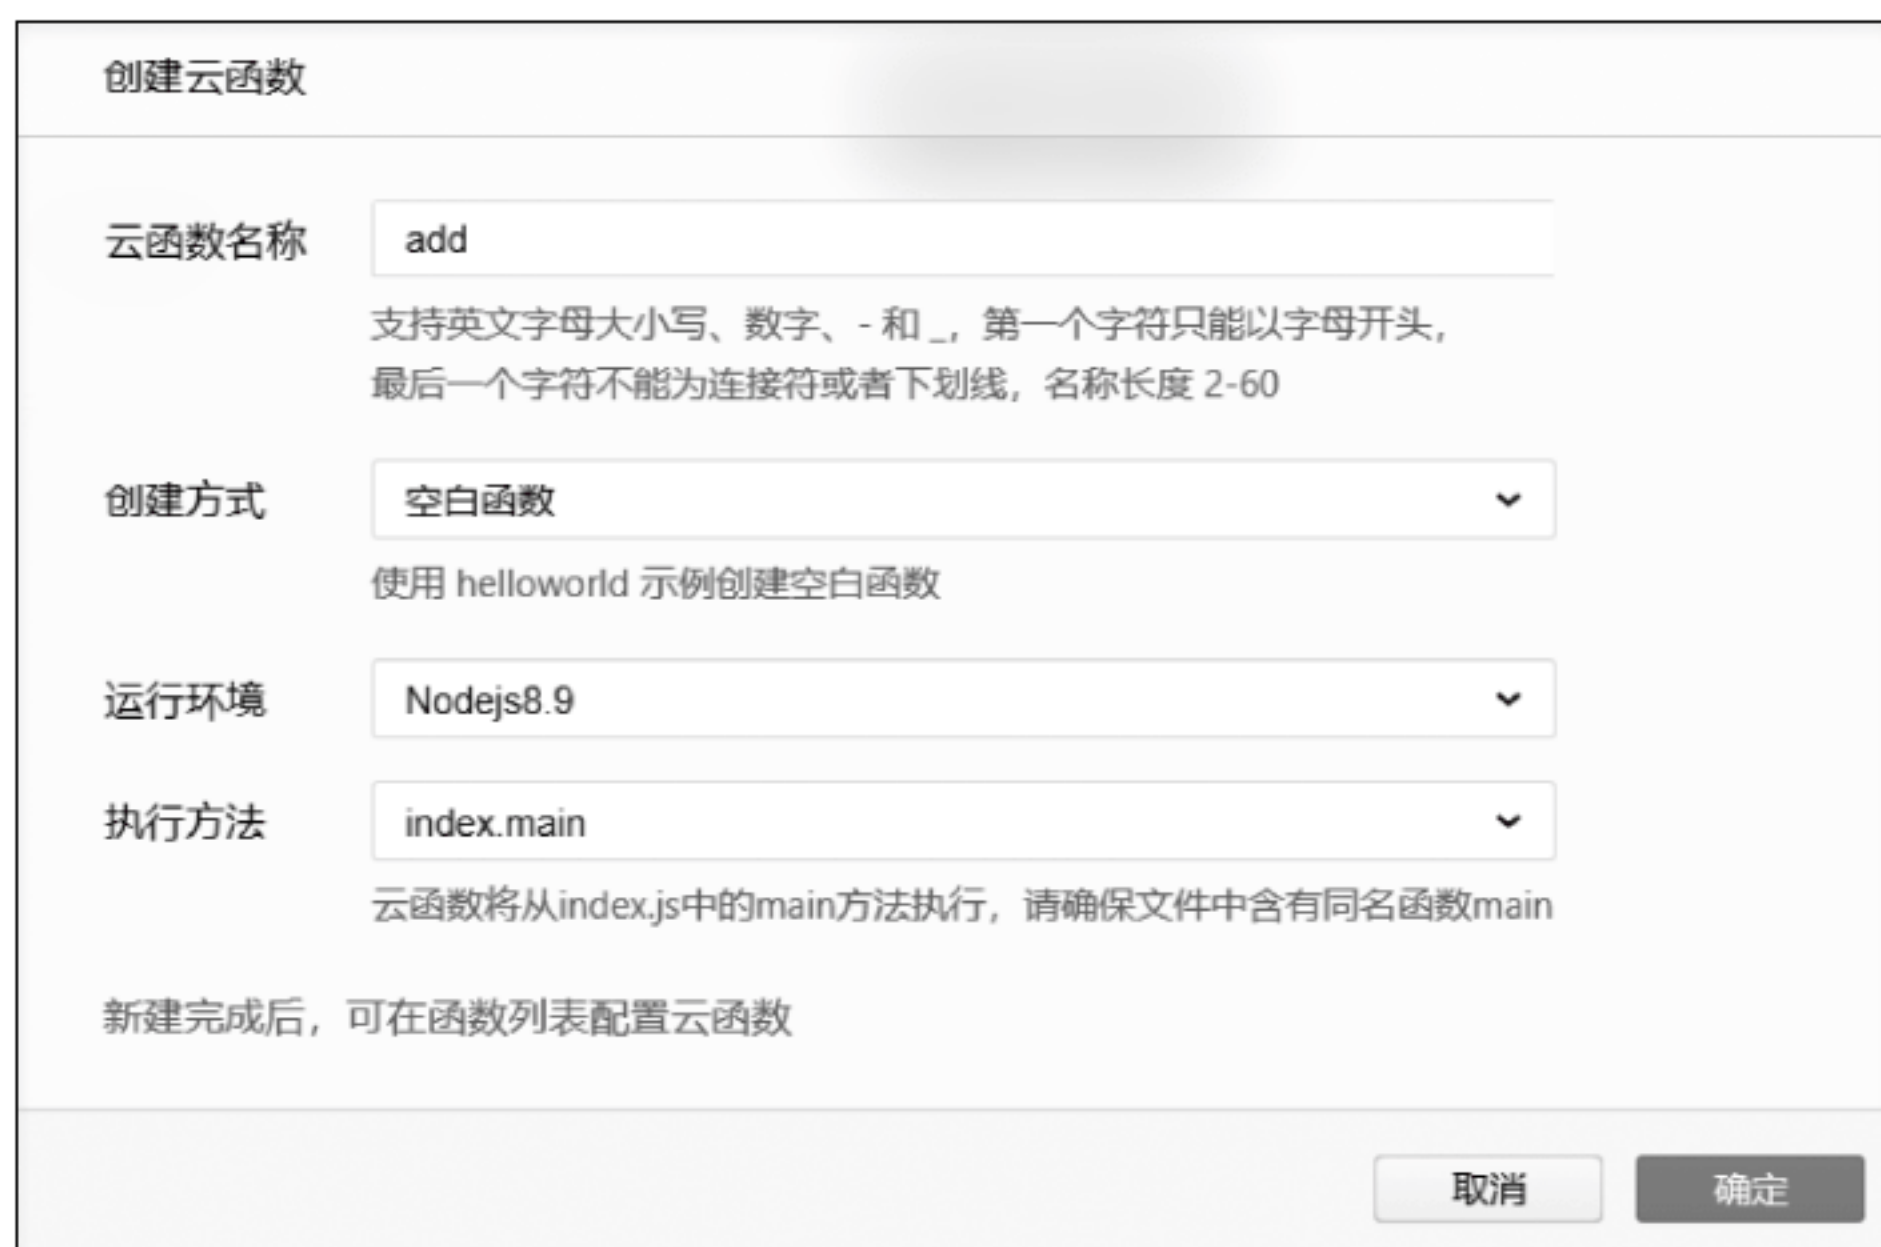 创建云函数
云函数名称 add
支持英文字母大小写、数字、- 和 _，第一个字符只能以字母开头，
最后一个字符不能为连接符或者下划线，名称长度 2-60
创建方式 空白函数
使用 helloworld 示例创建空白函数
运行环境 Nodejs8.9
执行方法 index.main
云函数将从index.js中的main方法执行，请确保文件中含有同名函数main
新建完成后，可在函数列表配置云函数
取消 确定